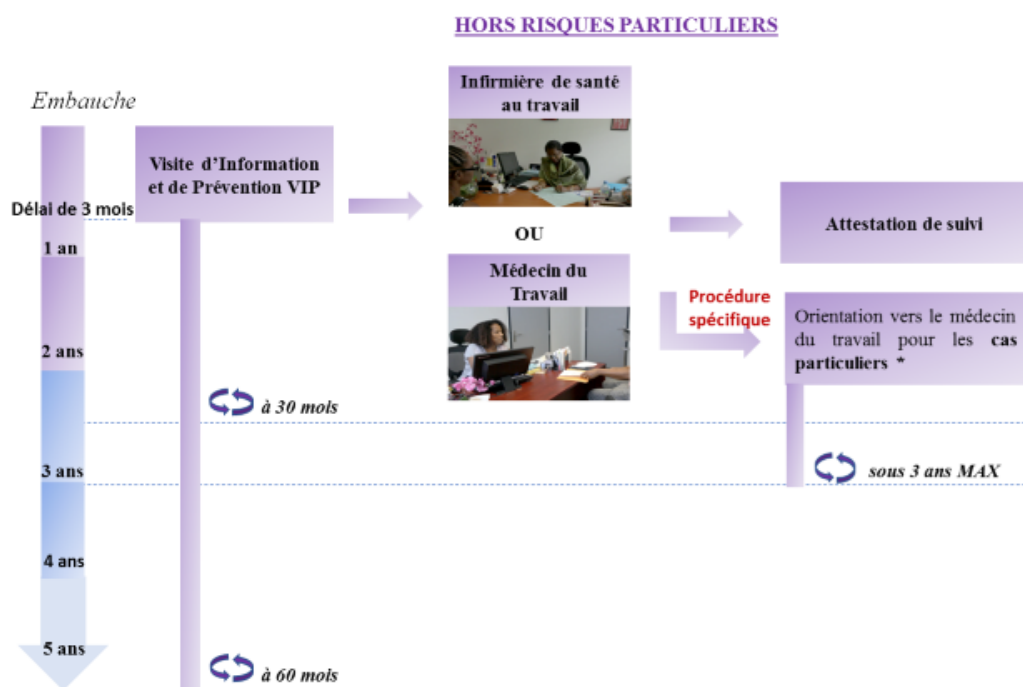 HORS RISQUES PARTICULIERS
Embauche
Délai de 3 mois
1 an
2 ans
3 ans
4 ans
5 ans
Visite d’Information
et de Prévention VIP
à 30 mois
à 60 mois
Infirmière de santé
au travail
OU
Médecin du
Travail
Procédure
spécifique
Attestation de suivi
Orientation vers le médecin
du travail pour les cas
particuliers *
sous 3 ans MAX